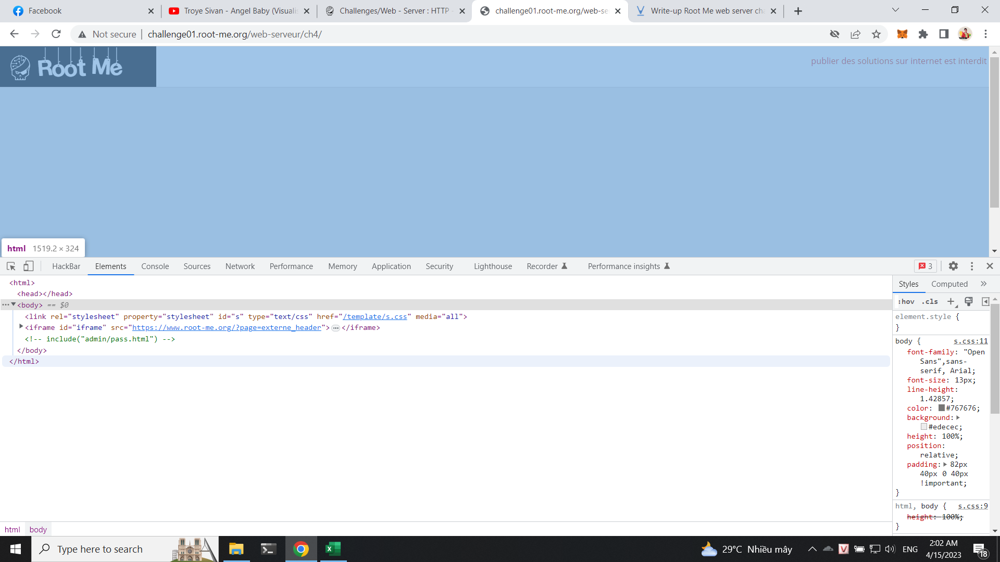 Facebook
Troye Sivan - Angel Baby (Visualis
Challenges/Web - Server : HTTP -
challenge01.root-me.org/web-se
Write-up Root Me web server cha
Not secure
challenge01.root-me.org/web-serveur/ch4/
Root Me
publier des solutions sur internet est interdit
html 1519.2 × 324
HackBar Elements Console Sources Network Performance Memory Application Security Lighthouse Recorder Performance insights 3
<html>
<head></head>
<body> == $0
<link rel="stylesheet" property="stylesheet" id="s" type="text/css" href="/template/s.css" media="all">
<iframe id="iframe" src="https://www.root-me.org/?page=externe_header">…</iframe>
<!-- include("admin/pass.html") -->
</body>
</html>
Styles Computed »
:hov .cls +
element.style {
}
body { s.css:11
font-family: "Open
Sans",sans-
serif, Arial;
font-size: 13px;
line-height:
1.42857;
color: #767676;
background:
#edecec;
height: 100%;
position:
relative;
padding: 82px
40px 0 40px
!important;
}
html, body { s.css:9
height: 100%;
}
html body
Type here to search
29°C Nhiều mây
ENG
2:02 AM
4/15/2023
18